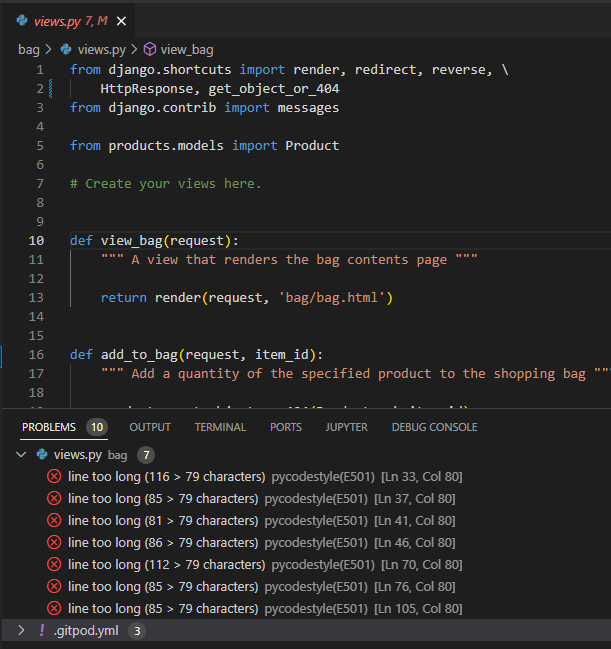 views.py 7, M ×
bag > views.py > view_bag
1 from django.shortcuts import render, redirect, reverse, \
2 HttpResponse, get_object_or_404
3 from django.contrib import messages
4
5 from products.models import Product
6
7 # Create your views here.
8
9
10 def view_bag(request):
11 """ A view that renders the bag contents page """
12
13 return render(request, 'bag/bag.html')
14
15
16 def add_to_bag(request, item_id):
17 """ Add a quantity of the specified product to the shopping bag """
18
PROBLEMS 10 OUTPUT TERMINAL PORTS JUPYTER DEBUG CONSOLE
views.py bag 7
line too long (116 > 79 characters) pycodestyle(E501) [Ln 33, Col 80]
line too long (85 > 79 characters) pycodestyle(E501) [Ln 37, Col 80]
line too long (81 > 79 characters) pycodestyle(E501) [Ln 41, Col 80]
line too long (86 > 79 characters) pycodestyle(E501) [Ln 46, Col 80]
line too long (112 > 79 characters) pycodestyle(E501) [Ln 70, Col 80]
line too long (85 > 79 characters) pycodestyle(E501) [Ln 76, Col 80]
line too long (85 > 79 characters) pycodestyle(E501) [Ln 105, Col 80]
! .gitpod.yml 3